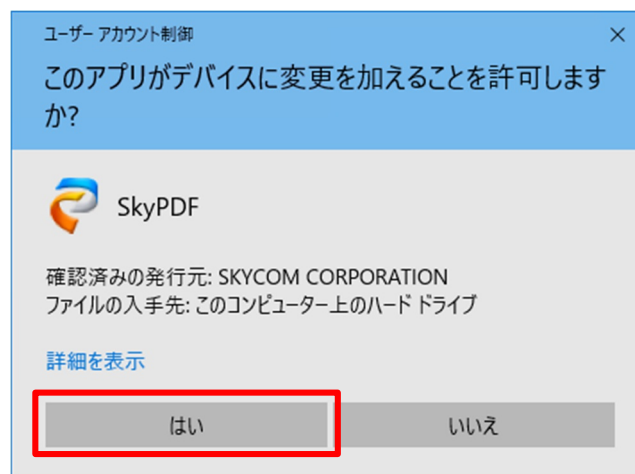 ユーザー アカウント制御
このアプリがデバイスに変更を加えることを許可します
か?
SkyPDF
確認済みの発行元: SKYCOM CORPORATION
ファイルの入手先: このコンピューター上のハード ドライブ
詳細を表示
はい
いいえ